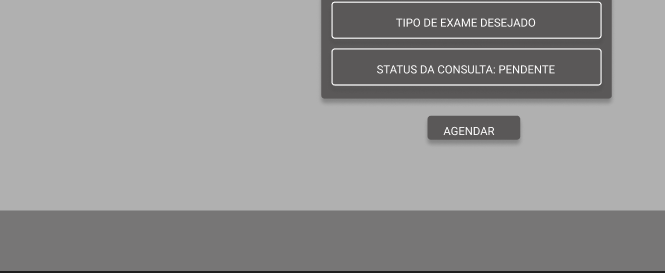 TIPO DE EXAME DESEJADO
STATUS DA CONSULTA: PENDENTE
AGENDAR